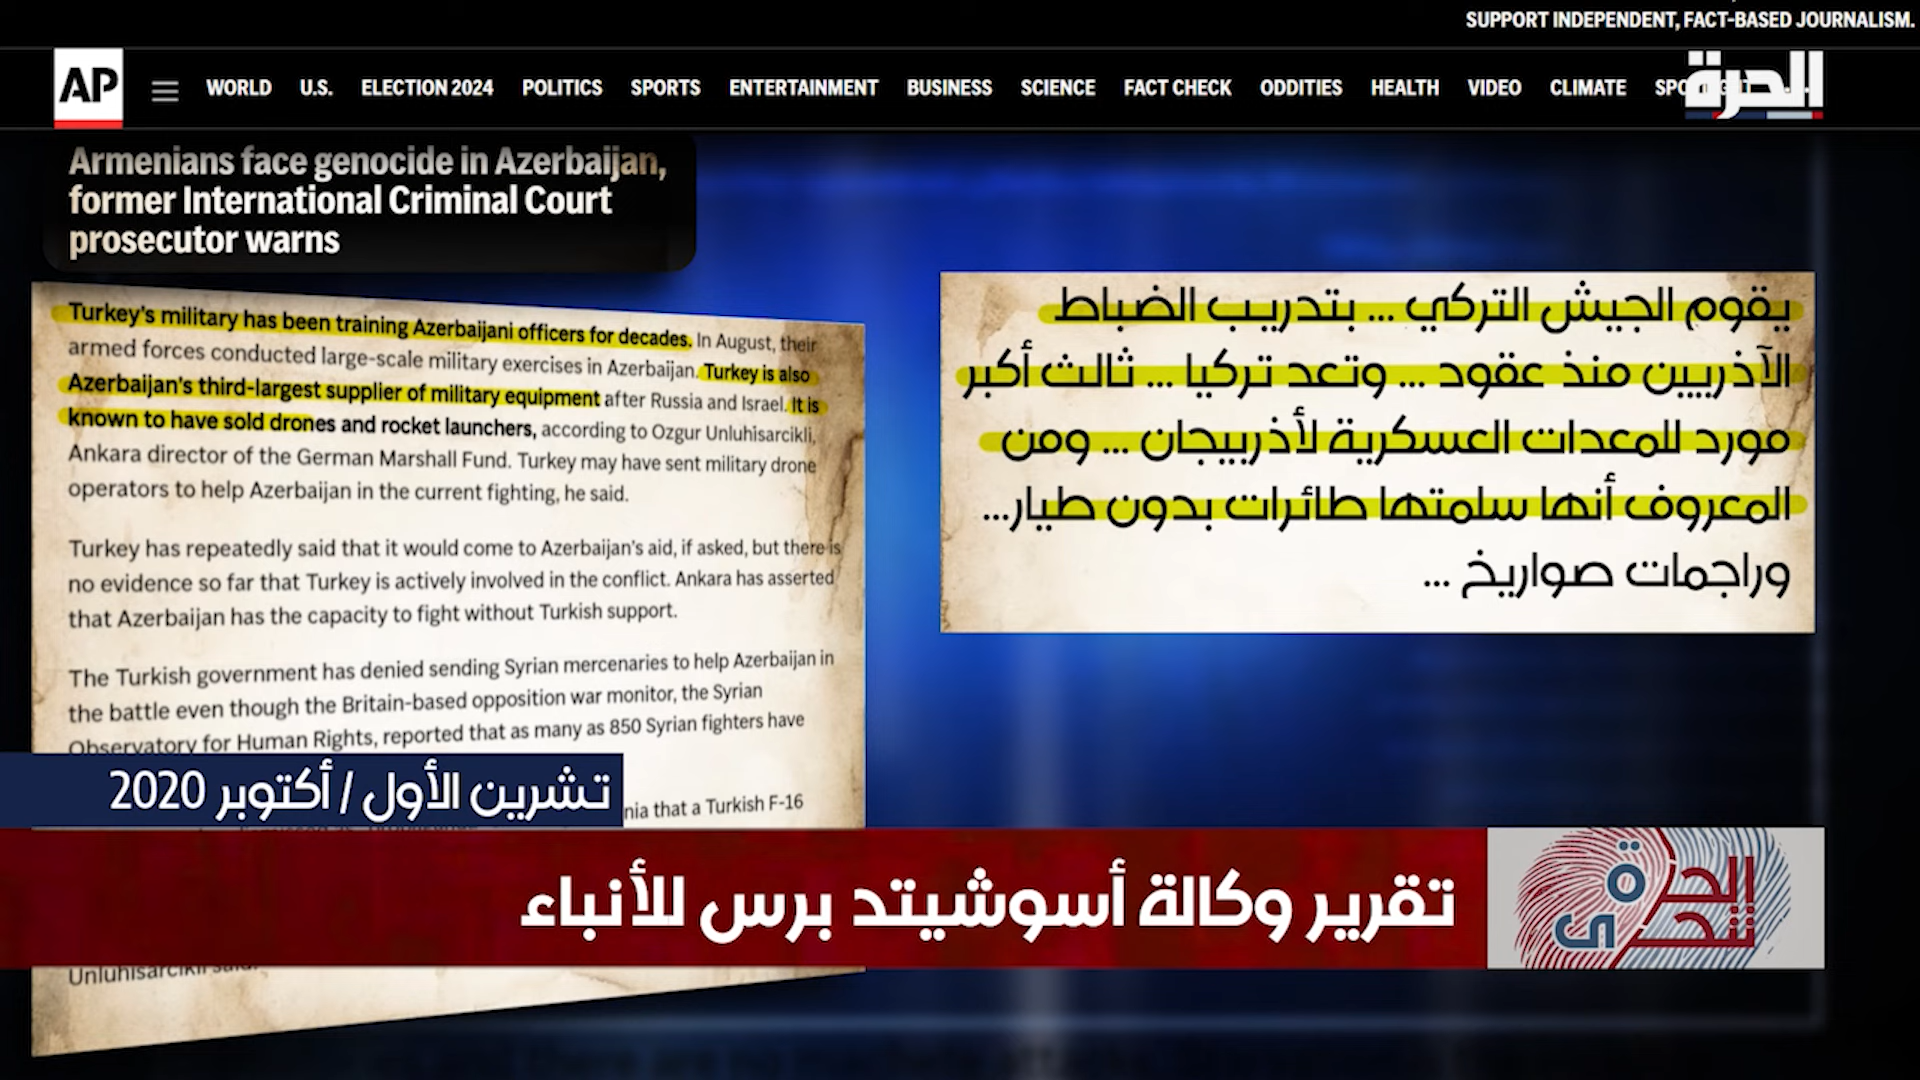 SUPPORT INDEPENDENT, FACT-BASED JOURNALISM.
AP WORLD U.S. ELECTION 2024 POLITICS SPORTS ENTERTAINMENT BUSINESS SCIENCE FACT CHECK ODDITIES HEALTH VIDEO CLIMATE
الحرة
Armenians face genocide in Azerbaijan,
former International Criminal Court
prosecutor warns
Turkey's military has been training Azerbaijani officers for decades. In August, their
armed forces conducted large-scale military exercises in Azerbaijan. Turkey is also
Azerbaijan's third-largest supplier of military equipment after Russia and Israel. It is
known to have sold drones and rocket launchers, according to Ozgur Unluhisarcikli,
Ankara director of the German Marshall Fund. Turkey may have sent military drone
operators to help Azerbaijan in the current fighting, he said.
Turkey has repeatedly said that it would come to Azerbaijan's aid, if asked, but there is
no evidence so far that Turkey is actively involved in the conflict. Ankara has asserted
that Azerbaijan has the capacity to fight without Turkish support.
The Turkish government has denied sending Syrian mercenaries to help Azerbaijan in
the battle even though the Britain-based opposition war monitor, the Syrian
Observatory for Human Rights, reported that as many as 850 Syrian fighters have
that a Turkish F-16
Unluhisarcikli said.
يقوم الجيش التركي ... بتدريب الضباط
الآذريين منذ عقود ... وتعد تركيا ... ثالث أكبر
مورد للمعدات العسكرية لأذربيجان ... ومن
المعروف أنها سلمتها طائرات بدون طيار...
وراجمات صواريخ ...
تشرين الأول / أكتوبر 2020
تقرير وكالة أسوشيتد برس للأنباء
الحرة
تتحرى